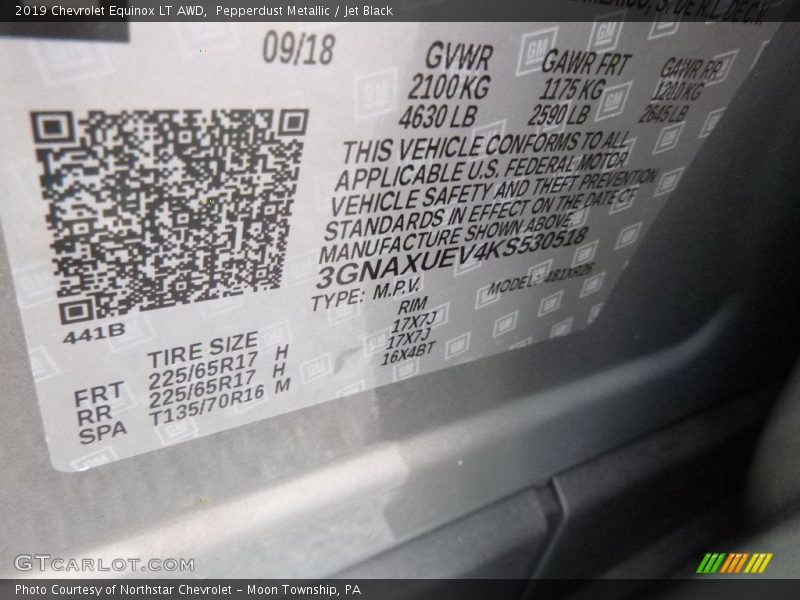 2019 Chevrolet Equinox LT AWD, Pepperdust Metallic / Jet Black
DE C.V.
09/18
GVWR GAWR FRT GAWR RR
2100 KG 1175 KG 1200 KG
4630 LB 2590 LB 2645 LB
THIS VEHICLE CONFORMS TO ALL
APPLICABLE U.S. FEDERAL MOTOR
VEHICLE SAFETY AND THEFT PREVENTION
STANDARDS IN EFFECT ON THE DATE OF
MANUFACTURE SHOWN ABOVE
3GNAXUEV4KS530518
TYPE: M.P.V. MODEL: 481XR26
441B
TIRE SIZE RIM
FRT 225/65R17 H 17X7J
RR 225/65R17 H 17X7J
SPA T135/70R16 M 16X4BT
GTCARLOT.COM
Photo Courtesy of Northstar Chevrolet - Moon Township, PA